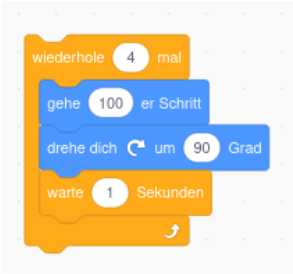 wiederhole 4 mal
gehe 100 er Schritt
drehe dich um 90 Grad
warte 1 Sekunden